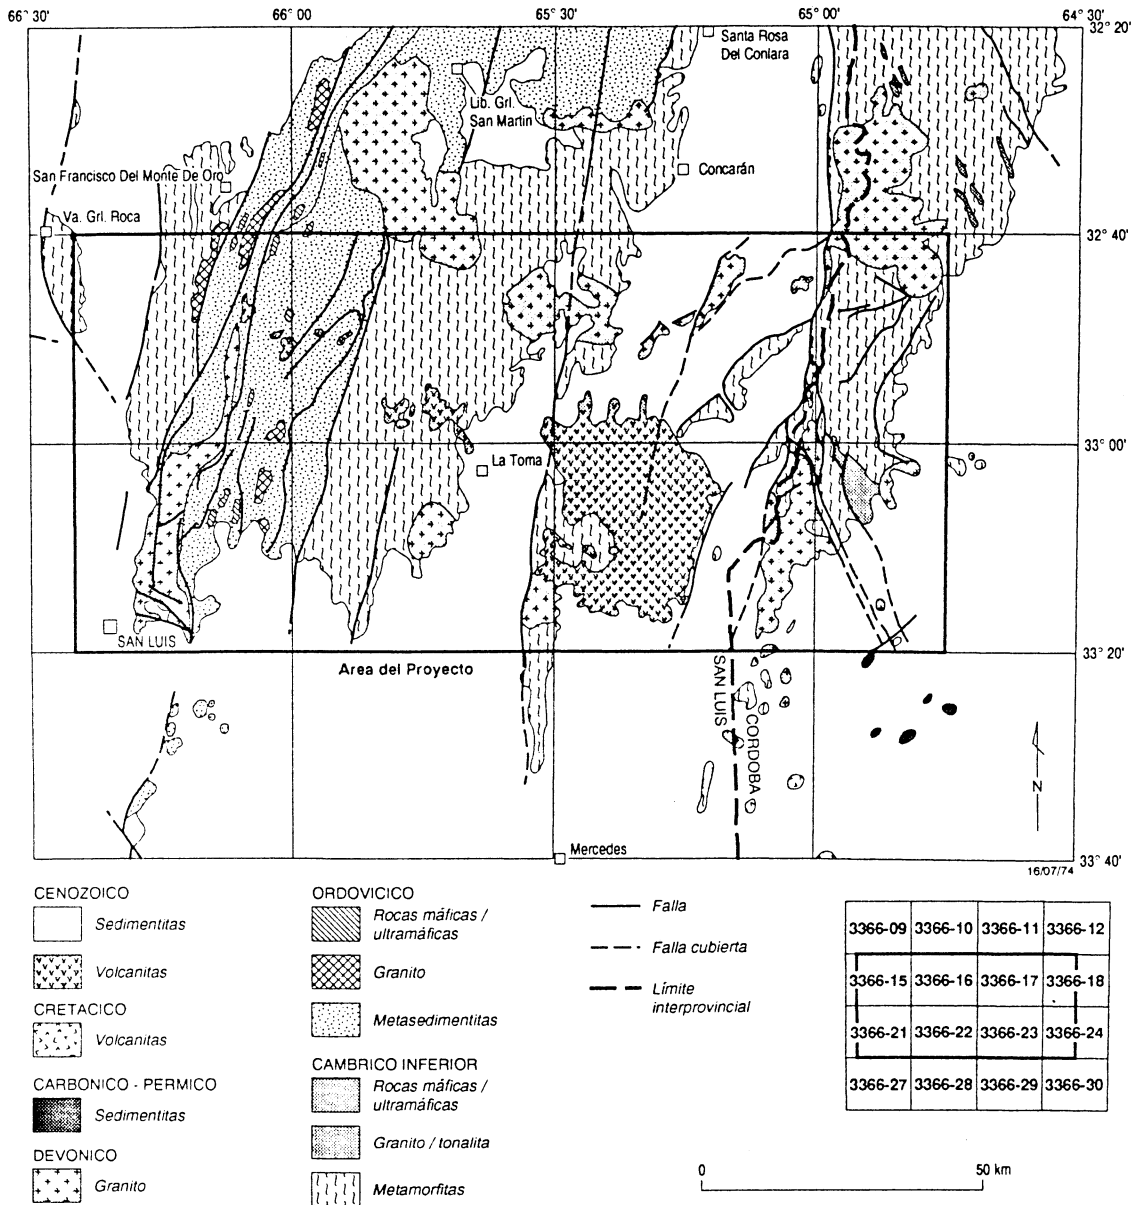 66° 30'
66° 00'
65° 30'
65° 00'
64° 30'
32° 20'
Santa Rosa
Del Conlara
Lib. Grl.
San Martin
San Francisco Del Monte De Oro
Concarán
Va. Grl. Roca
32° 40'
33° 00'
La Toma
SAN LUIS
33° 20'
Area del Proyecto
SAN LUIS
CORDOBA
N
Mercedes
33° 40'
16/07/74
CENOZOICO
Sedimentitas
Volcanitas
CRETACICO
Volcanitas
CARBONICO - PERMICO
Sedimentitas
DEVONICO
Granito
ORDOVICICO
Rocas máficas /
ultramáficas
Granito
Metasedimentitas
CAMBRICO INFERIOR
Rocas máficas /
ultramáficas
Granito / tonalita
Metamorfitas
Falla
Falla cubierta
Límite
interprovincial
3366-09 3366-10 3366-11 3366-12
3366-15 3366-16 3366-17 3366-18
3366-21 3366-22 3366-23 3366-24
3366-27 3366-28 3366-29 3366-30
0 50 km